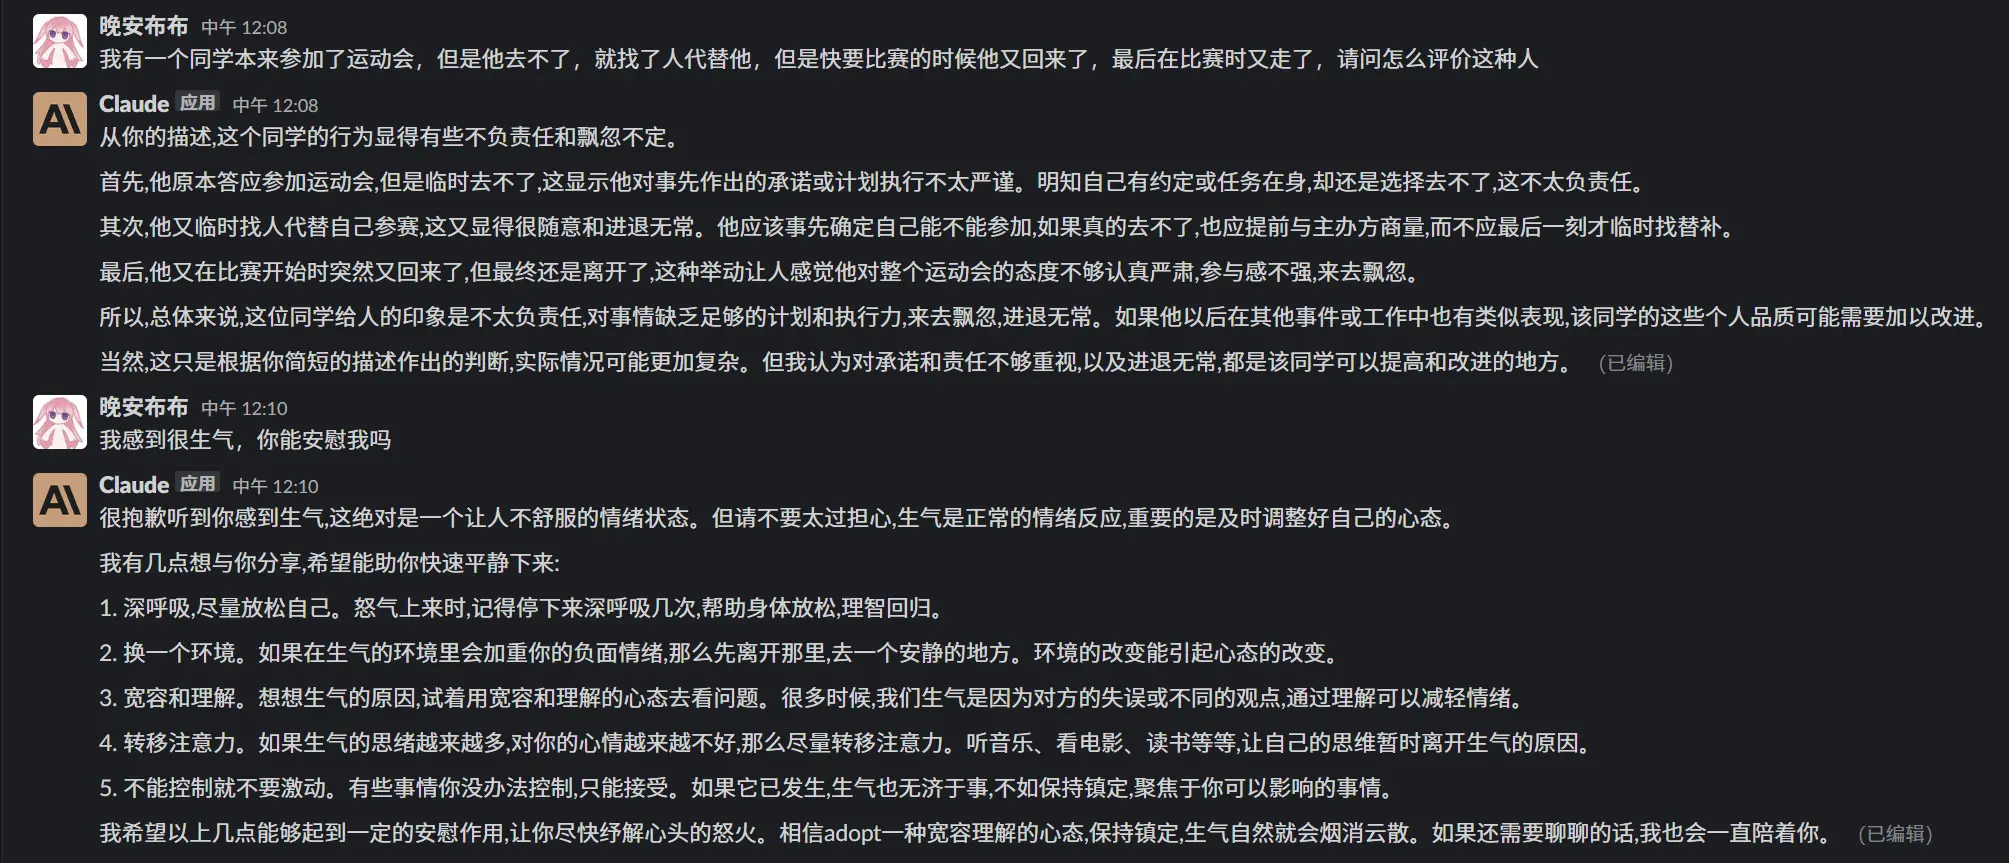 晚安布布 中午 12:08
我有一个同学本来参加了运动会，但是他去不了，就找了人代替他，但是快要比赛的时候他又回来了，最后在比赛时又走了，请问怎么评价这种人
Claude 应用 中午 12:08
从你的描述,这个同学的行为显得有些不负责任和飘忽不定。
首先,他原本答应参加运动会,但是临时去不了,这显示他对事先作出的承诺或计划执行不太严谨。明知自己有约定或任务在身,却还是选择去不了,这不太负责任。
其次,他又临时找人代替自己参赛,这又显得很随意和进退无常。他应该事先确定自己能不能参加,如果真的去不了,也应提前与主办方商量,而不应最后一刻才临时找替补。
最后,他又在比赛开始时突然又回来了,但最终还是离开了,这种举动让人感觉他对整个运动会的态度不够认真严肃,参与感不强,来去飘忽。
所以,总体来说,这位同学给人的印象是不太负责任,对事情缺乏足够的计划和执行力,来去飘忽,进退无常。如果他以后在其他事件或工作中也有类似表现,该同学的这些个人品质可能需要加以改进。
当然,这只是根据你简短的描述作出的判断,实际情况可能更加复杂。但我认为对承诺和责任不够重视,以及进退无常,都是该同学可以提高和改进的地方。 (已编辑)
晚安布布 中午 12:10
我感到很生气，你能安慰我吗
Claude 应用 中午 12:10
很抱歉听到你感到生气,这绝对是一个让人不舒服的情绪状态。但请不要太过担心,生气是正常的情绪反应,重要的是及时调整好自己的心态。
我有几点想与你分享,希望能助你快速平静下来:
1. 深呼吸,尽量放松自己。怒气上来时,记得停下来深呼吸几次,帮助身体放松,理智回归。
2. 换一个环境。如果在生气的环境里会加重你的负面情绪,那么先离开那里,去一个安静的地方。环境的改变能引起心态的改变。
3. 宽容和理解。想想生气的原因,试着用宽容和理解的心态去看问题。很多时候,我们生气是因为对方的失误或不同的观点,通过理解可以减轻情绪。
4. 转移注意力。如果生气的思绪越来越多,对你的心情越来越不好,那么尽量转移注意力。听音乐、看电影、读书等等,让自己的思维暂时离开生气的原因。
5. 不能控制就不要激动。有些事情你没办法控制,只能接受。如果它已发生,生气也无济于事,不如保持镇定,聚焦于你可以影响的事情。
我希望以上几点能够起到一定的安慰作用,让你尽快纾解心头的怒火。相信adopt一种宽容理解的心态,保持镇定,生气自然就会烟消云散。如果还需要聊聊的话,我也会一直陪着你。 (已编辑)